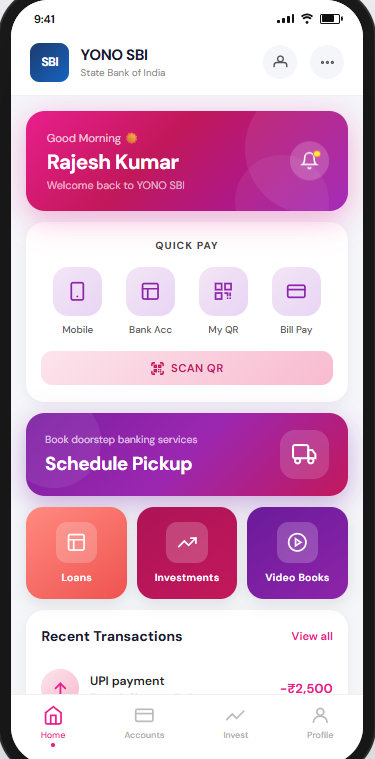 9:41
SBI
YONO SBI
State Bank of India
Good Morning
Rajesh Kumar
Welcome back to YONO SBI
QUICK PAY
Mobile
Bank Acc
My QR
Bill Pay
SCAN QR
Book doorstep banking services
Schedule Pickup
Loans
Investments
Video Books
Recent Transactions
View all
UPI payment
-₹2,500
Home
Accounts
Invest
Profile